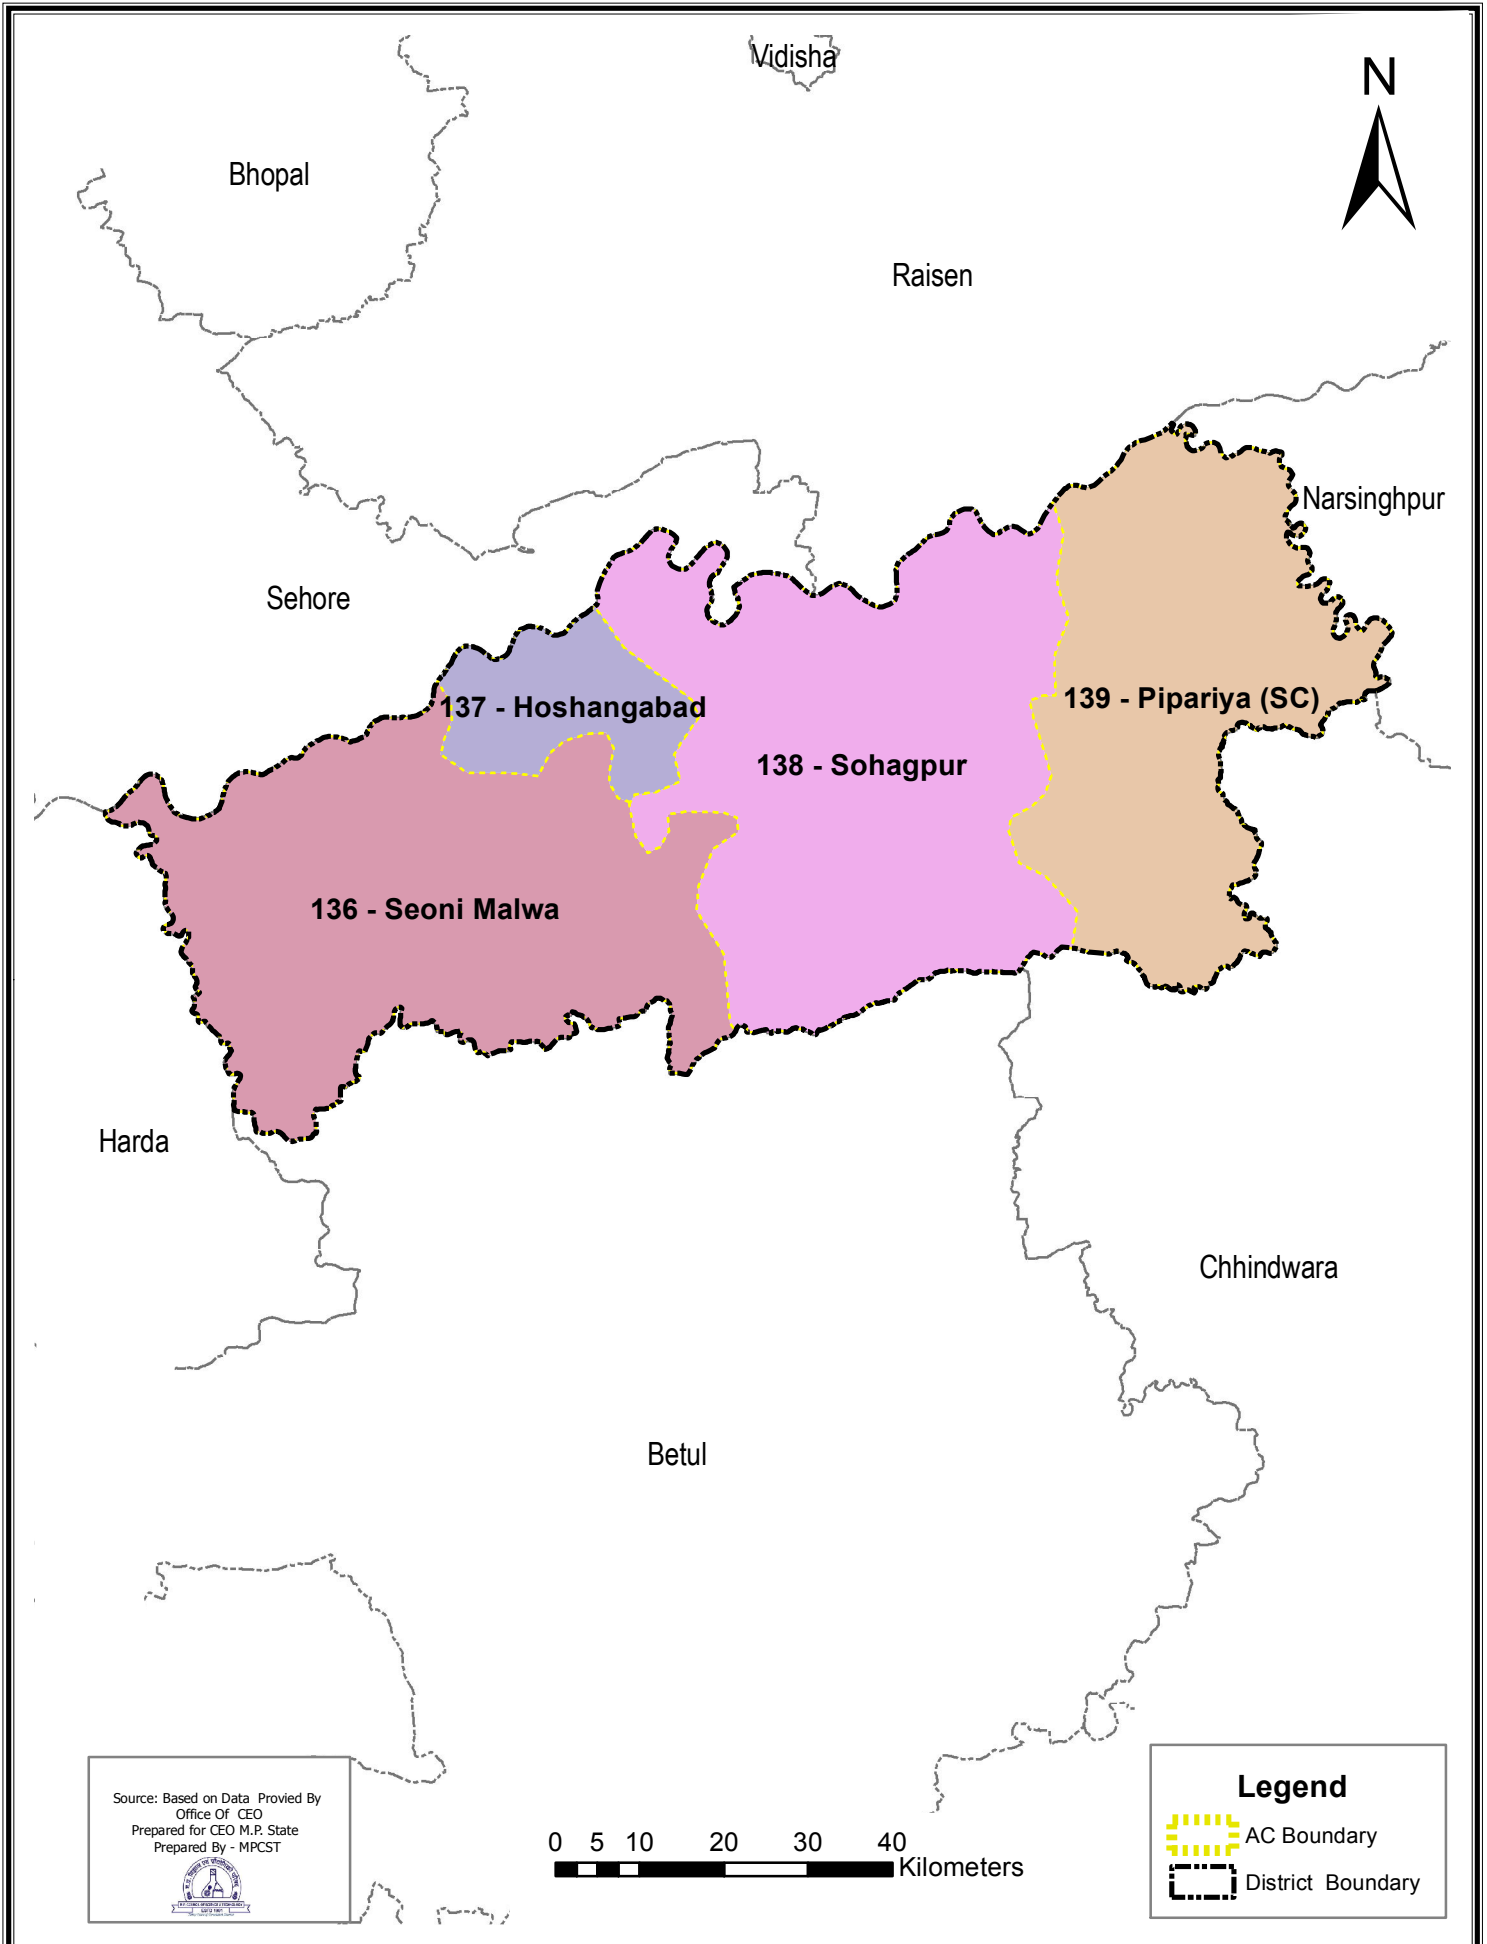 Vidisha
N
Bhopal
Raisen
Narsinghpur
Sehore
137 - Hoshangabad
139 - Pipariya (SC)
138 - Sohagpur
136 - Seoni Malwa
Harda
Chhindwara
Betul
Source: Based on Data Provied By
Office Of CEO
Prepared for CEO M.P. State
Prepared By - MPCST
0 5 10 20 30 40
Kilometers
Legend
AC Boundary
District Boundary